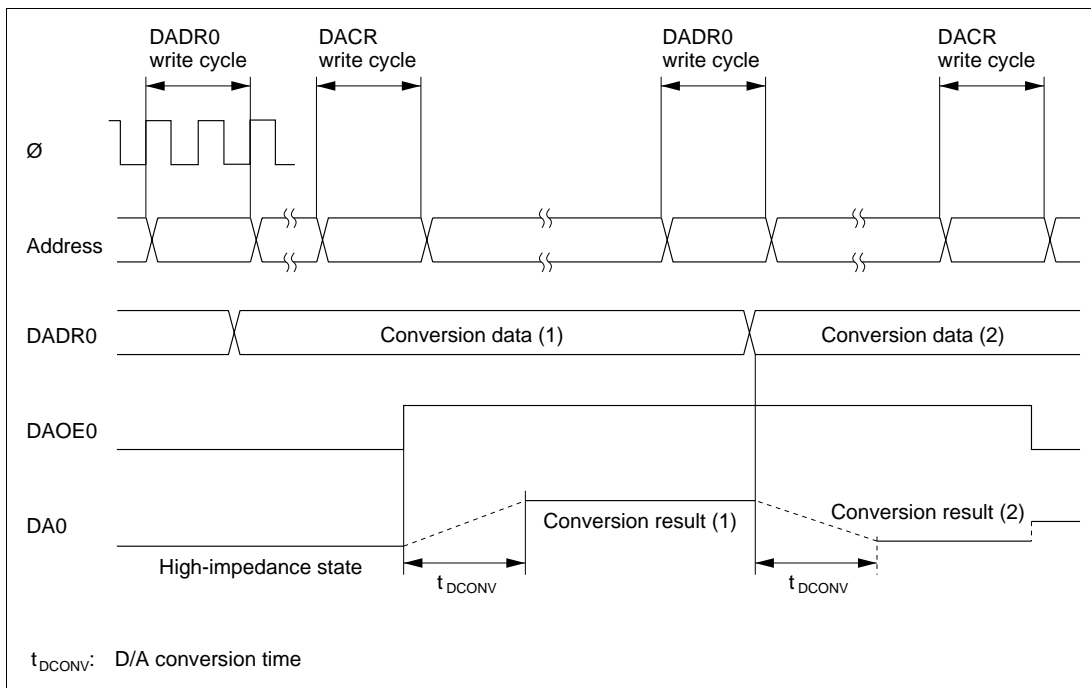 DADR0 write cycle
DACR write cycle
DADR0 write cycle
DACR write cycle
Ø
Address
DADR0
Conversion data (1)
Conversion data (2)
DAOE0
DA0
Conversion result (1)
Conversion result (2)
High-impedance state
t DCONV
t DCONV
tDCONV: D/A conversion time